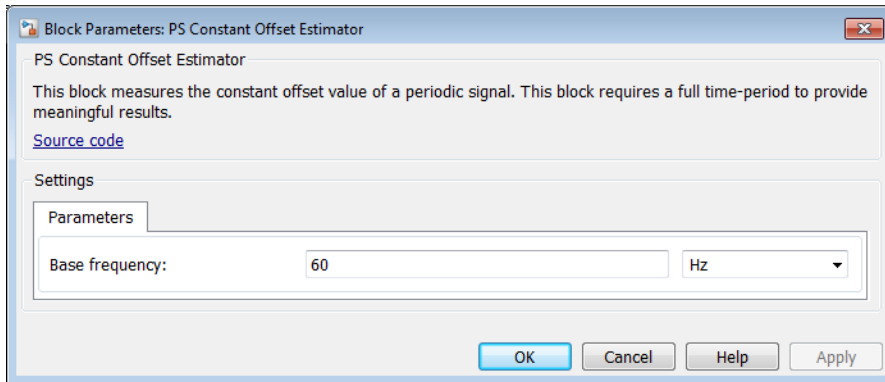 Block Parameters: PS Constant Offset Estimator
PS Constant Offset Estimator
This block measures the constant offset value of a periodic signal. This block requires a full time-period to provide
meaningful results.
Source code
Settings
Parameters
Base frequency: 60 Hz
OK Cancel Help Apply